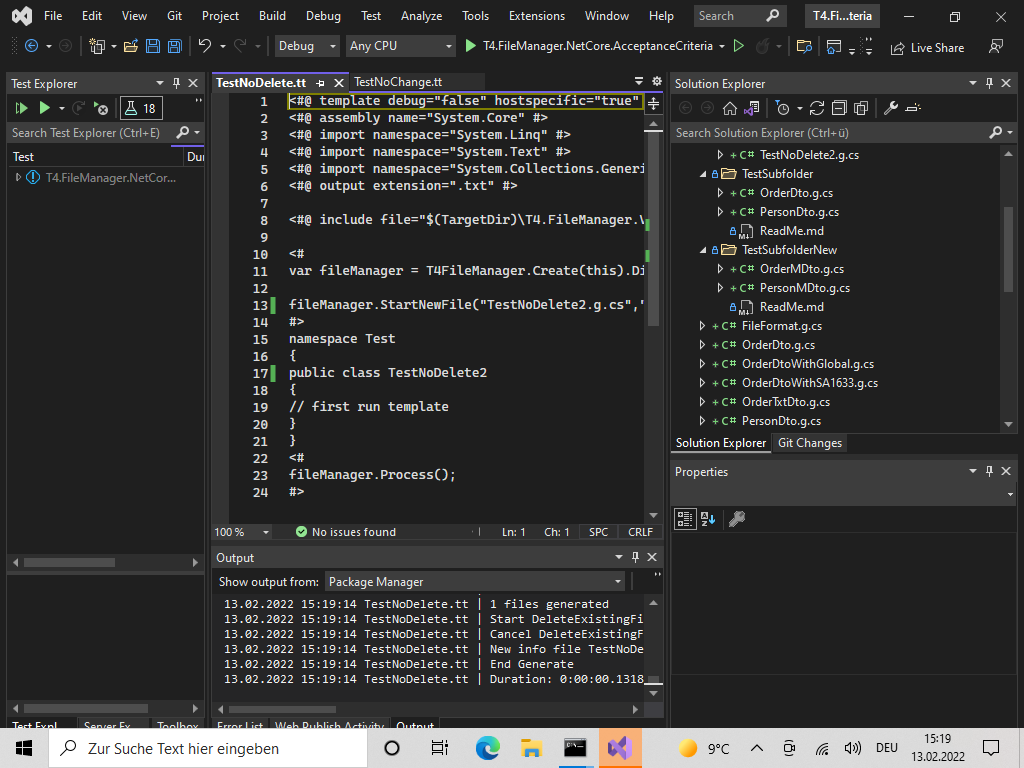 File Edit View Git Project Build Debug Test Analyze Tools Extensions Window Help Search T4.Fi...teria
Debug Any CPU T4.FileManager.NetCore.AcceptanceCriteria Live Share
Test Explorer
18
Search Test Explorer (Ctrl+E)
Test Dur
T4.FileManager.NetCor...
TestNoDelete.tt TestNoChange.tt
1 <#@ template debug="false" hostspecific="true"
2 <#@ assembly name="System.Core" #>
3 <#@ import namespace="System.Linq" #>
4 <#@ import namespace="System.Text" #>
5 <#@ import namespace="System.Collections.Generi
6 <#@ output extension=".txt" #>
7
8 <#@ include file="$(TargetDir)\T4.FileManager.V
9
10 <#
11 var fileManager = T4FileManager.Create(this).Di
12
13 fileManager.StartNewFile("TestNoDelete2.g.cs","
14 #>
15 namespace Test
16 {
17 public class TestNoDelete2
18 {
19 // first run template
20 }
21 }
22 <#
23 fileManager.Process();
24 #>
100 % No issues found Ln: 1 Ch: 1 SPC CRLF
Output
Show output from: Package Manager
13.02.2022 15:19:14 TestNoDelete.tt | 1 files generated
13.02.2022 15:19:14 TestNoDelete.tt | Start DeleteExistingFi
13.02.2022 15:19:14 TestNoDelete.tt | Cancel DeleteExistingF
13.02.2022 15:19:14 TestNoDelete.tt | New info file TestNoDe
13.02.2022 15:19:14 TestNoDelete.tt | End Generate
13.02.2022 15:19:14 TestNoDelete.tt | Duration: 0:00:00.1318
Solution Explorer
Search Solution Explorer (Ctrl+ü)
C# TestNoDelete2.g.cs
TestSubfolder
C# OrderDto.g.cs
C# PersonDto.g.cs
M↓ ReadMe.md
TestSubfolderNew
C# OrderMDto.g.cs
C# PersonMDto.g.cs
M↓ ReadMe.md
C# FileFormat.g.cs
C# OrderDto.g.cs
C# OrderDtoWithGlobal.g.cs
C# OrderDtoWithSA1633.g.cs
C# OrderTxtDto.g.cs
C# PersonDto.g.cs
Solution Explorer Git Changes
Properties
Test Expl... Server Ex... Toolbox Error List Web Publish Activity Output
Zur Suche Text hier eingeben 9°C DEU 15:19
13.02.2022